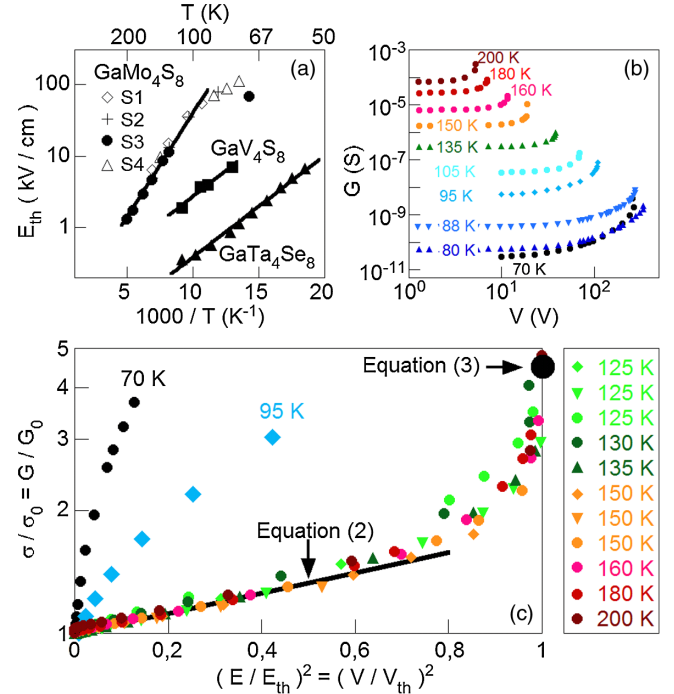 T (K)
200 100 67 50
(a)
GaMo₄S₈
S1
S2
S3
S4
GaV₄S₈
GaTa₄Se₈
100
10
1
E_th ( kV / cm )
5 10 15 20
1000 / T (K⁻¹)
(b)
10⁻³
10⁻⁵
10⁻⁷
10⁻⁹
10⁻¹¹
G (S)
200 K
180 K
160 K
150 K
135 K
105 K
95 K
88 K
80 K
70 K
10⁰ 10¹ 10²
V (V)
5
4
3
2
1
σ / σ₀ = G / G₀
70 K
95 K
Equation (3)
Equation (2)
(c)
0 0,2 0,4 0,6 0,8 1
( E / E_th )² = ( V / V_th )²
125 K
125 K
125 K
130 K
135 K
150 K
150 K
150 K
160 K
180 K
200 K